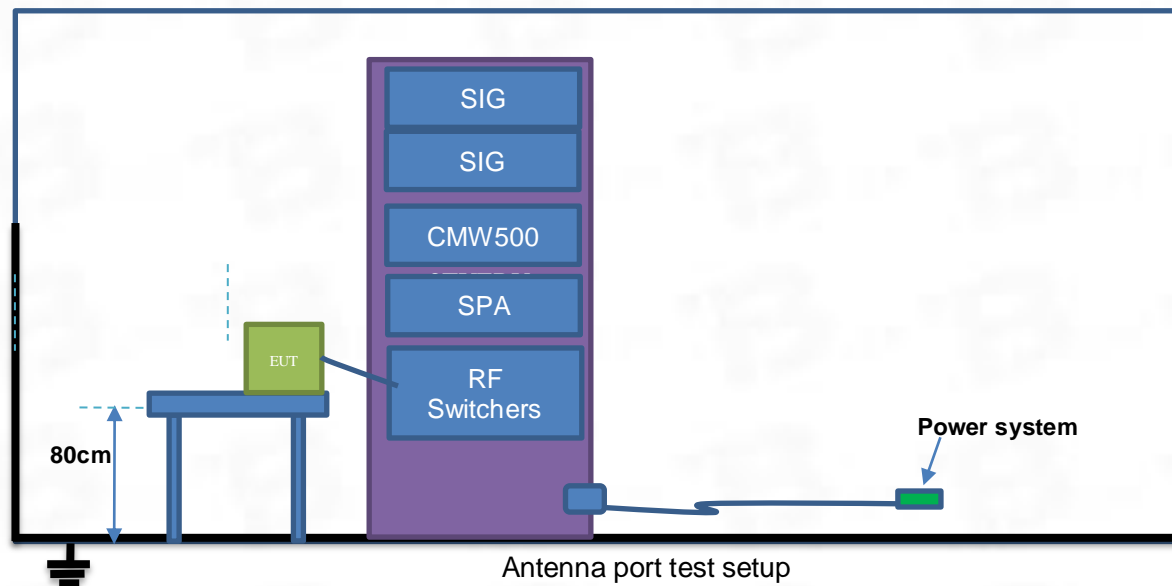 SIG
SIG
CMW500
SPA
EUT
RF
Switchers
80cm
Power system
Antenna port test setup